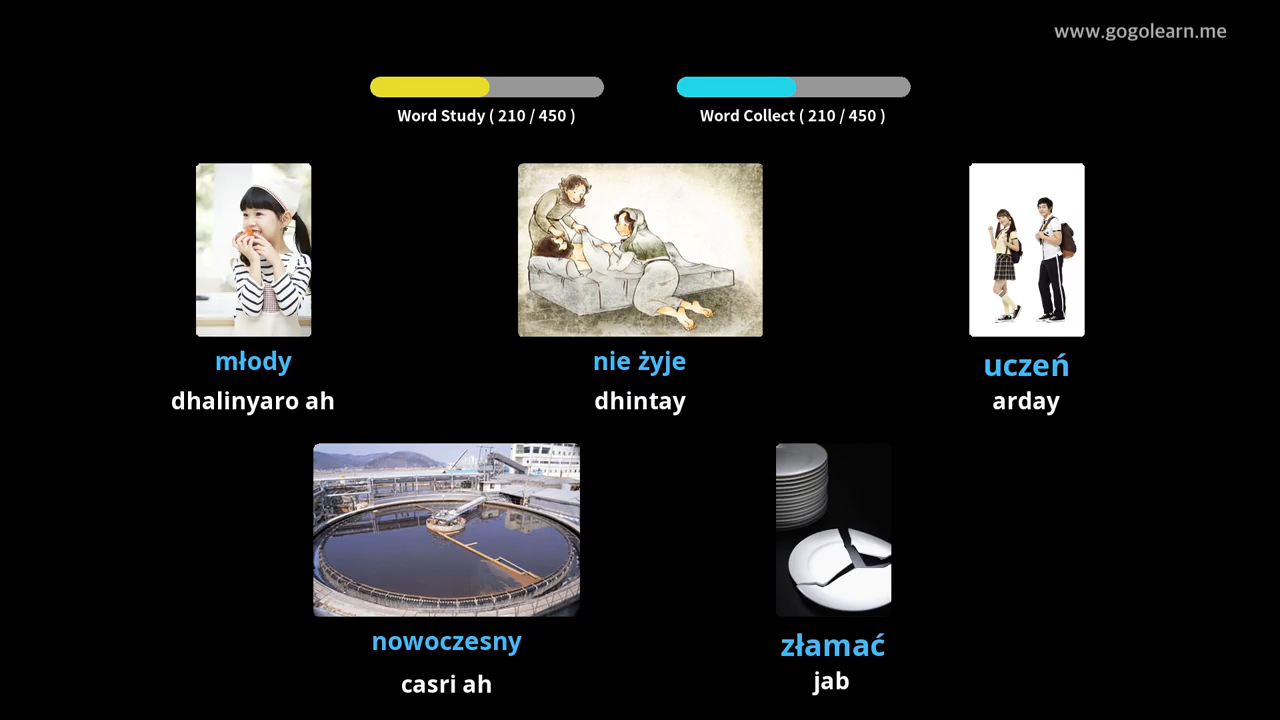 www.gogolearn.me
Word Study ( 210 / 450 )
Word Collect ( 210 / 450 )
młody
dhalinyaro ah
nie żyje
dhintay
uczeń
arday
nowoczesny
casri ah
złamać
jab